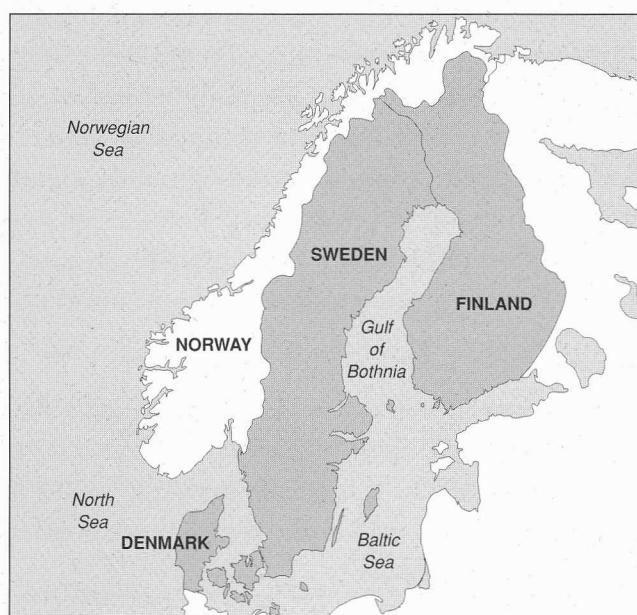 Norwegian
Sea
SWEDEN
FINLAND
Gulf
of
Bothnia
NORWAY
North
Sea
DENMARK
Baltic
Sea